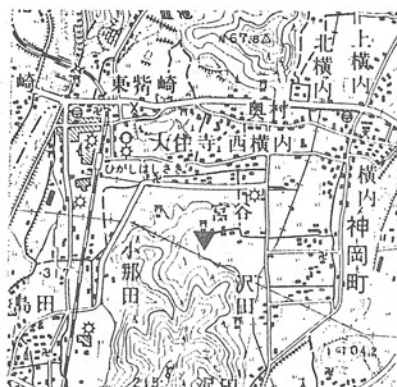 167.8
上横内
北横内
東觜崎
崎
奥村
大住寺
西横内
ひがしはしさき
横内
宮谷
神岡町
小那田
沢田
島田
104.2